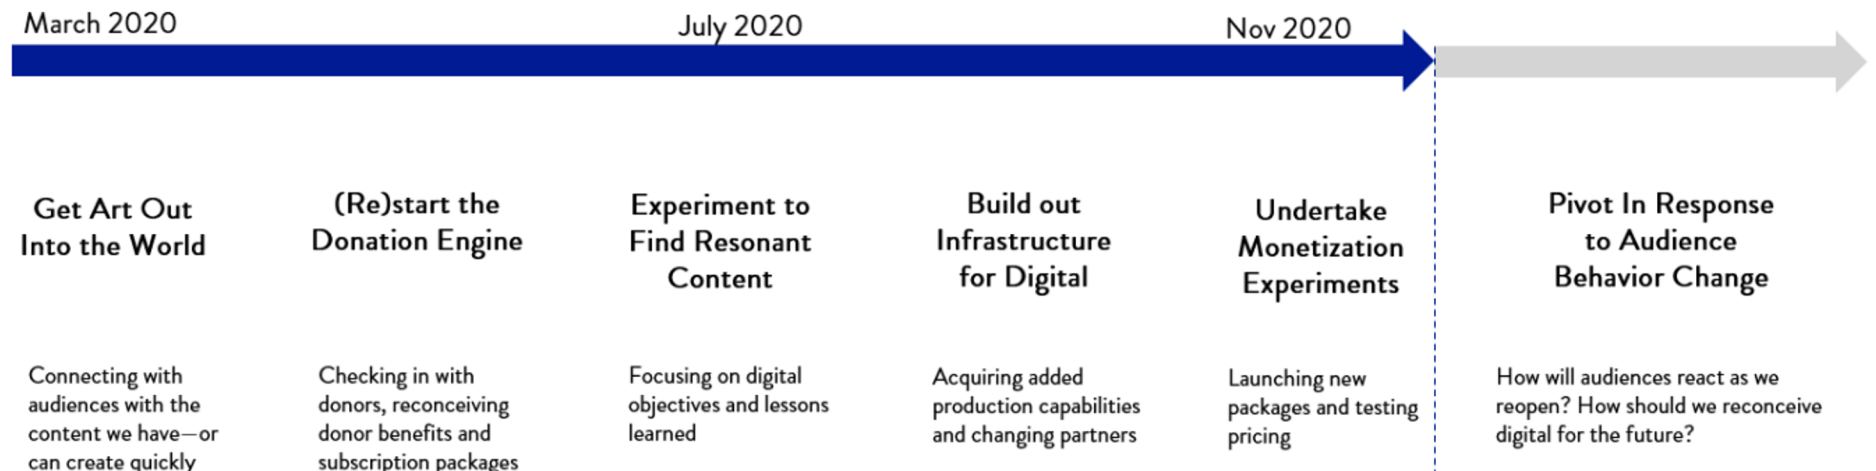 March 2020
July 2020
Nov 2020
Get Art Out
Into the World
(Re)start the
Donation Engine
Experiment to
Find Resonant
Content
Build out
Infrastructure
for Digital
Undertake
Monetization
Experiments
Pivot In Response
to Audience
Behavior Change
Connecting with
audiences with the
content we have—or
can create quickly
Checking in with
donors, reconceiving
donor benefits and
subscription packages
Focusing on digital
objectives and lessons
learned
Acquiring added
production capabilities
and changing partners
Launching new
packages and testing
pricing
How will audiences react as we
reopen? How should we reconceive
digital for the future?